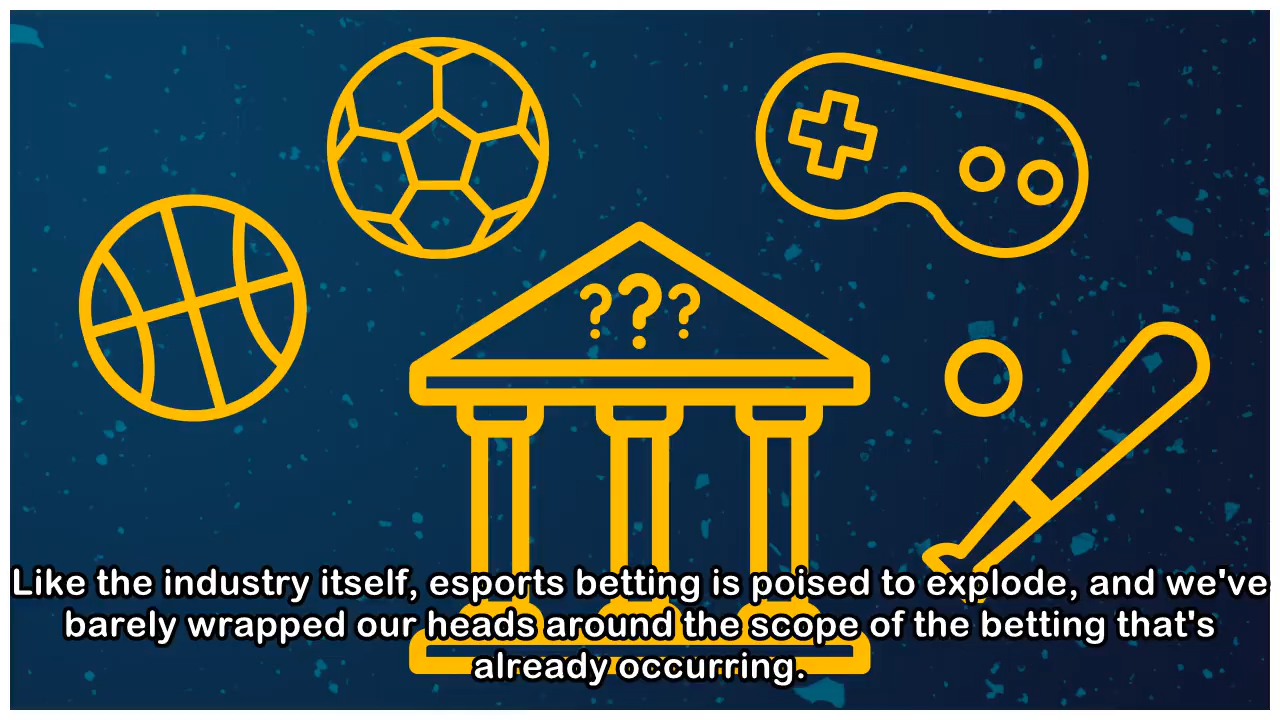 ???
Like the industry itself, esports betting is poised to explode, and we've
barely wrapped our heads around the scope of the betting that's
already occurring.